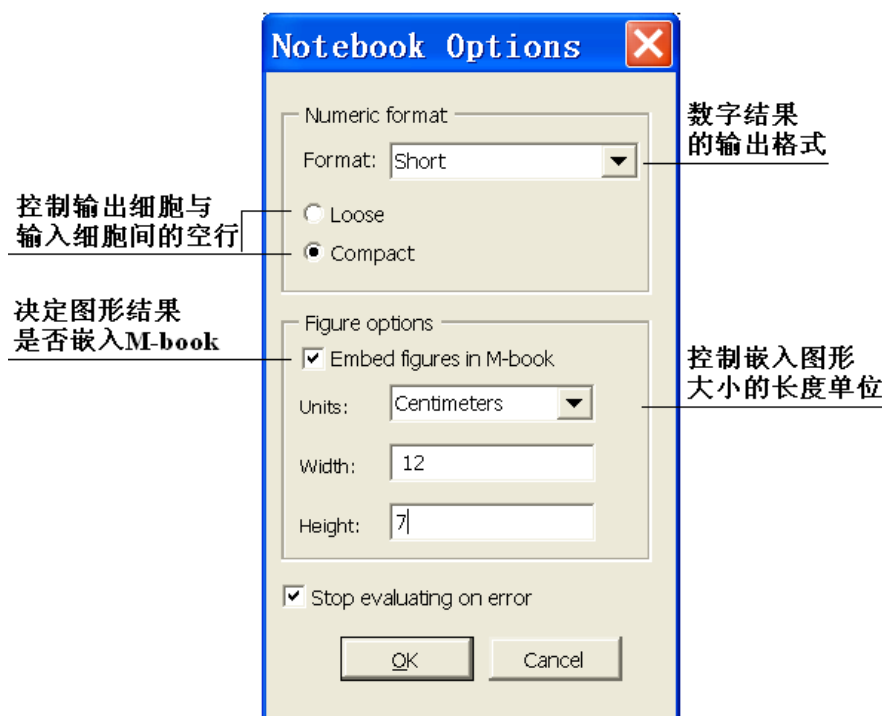 Notebook Options
Numeric format
数字结果
的输出格式
Format:
Short
控制输出细胞与
输入细胞间的空行
Loose
Compact
决定图形结果
是否嵌入M-book
Figure options
Embed figures in M-book
控制嵌入图形
大小的长度单位
Units:
Centimeters
Width:
12
Height:
7
Stop evaluating on error
OK
Cancel